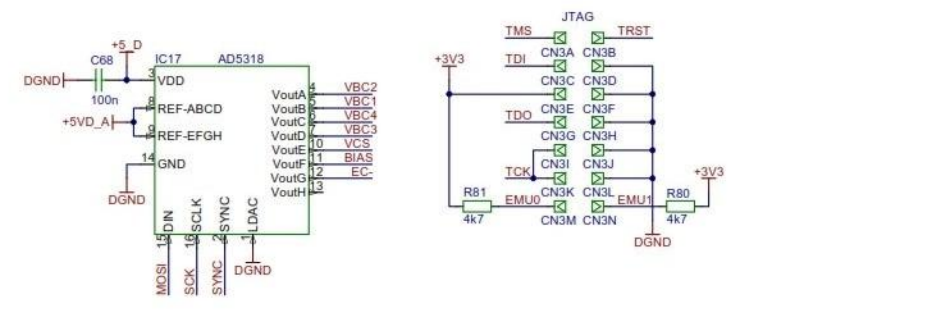 JTAG
TMS
TRST
CN3A CN3B
TDI
CN3C CN3D
+3V3
CN3E CN3F
TDO
CN3G CN3H
CN3I CN3J
TCK
CN3K CN3L
+3V3
R81
4k7
EMU0
EMU1
R80
4k7
CN3M CN3N
DGND
+5_D
C68
100n
DGND
IC17
AD5318
3 VDD
8 REF-ABCD
+5VD_A
9 REF-EFGH
14 GND
DGND
VoutA 4 VBC2
VoutB 5 VBC1
VoutC 6 VBC4
VoutD 7 VBC3
VoutE 10 VCS
VoutF 11 BIAS
VoutG 12 EC-
VoutH 13
15 DIN
16 SCLK
2 SYNC
1 LDAC
MOSI
SCK
SYNC
DGND